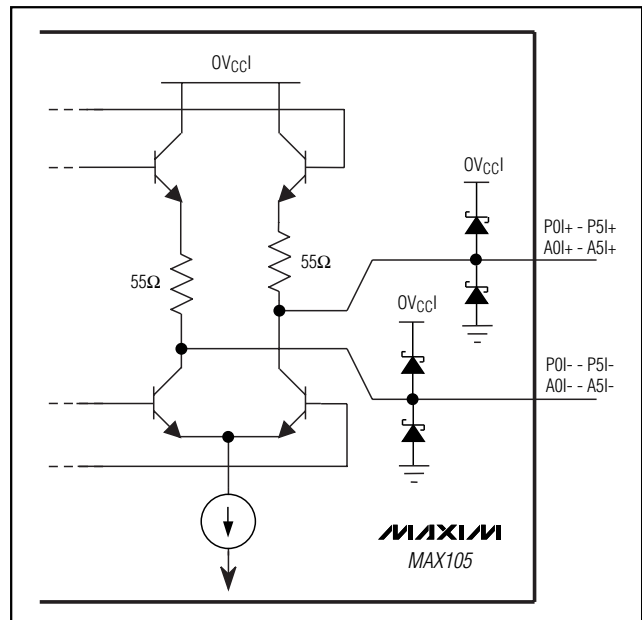 OVCCI
OVCCI
P0I+ - P5I+
A0I+ - A5I+
55Ω
55Ω
OVCCI
P0I- - P5I-
A0I- - A5I-
MAXIM
MAX105